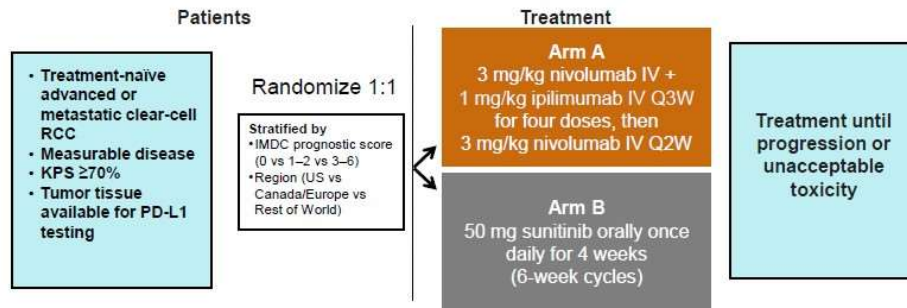 Patients
Treatment
• Treatment-naïve
advanced or
metastatic clear-cell
RCC
• Measurable disease
• KPS ≥70%
• Tumor tissue
available for PD-L1
testing
Randomize 1:1
Stratified by
•IMDC prognostic score
(0 vs 1–2 vs 3–6)
•Region (US vs
Canada/Europe vs
Rest of World)
Arm A
3 mg/kg nivolumab IV +
1 mg/kg ipilimumab IV Q3W
for four doses, then
3 mg/kg nivolumab IV Q2W
Arm B
50 mg sunitinib orally once
daily for 4 weeks
(6-week cycles)
Treatment until
progression or
unacceptable
toxicity